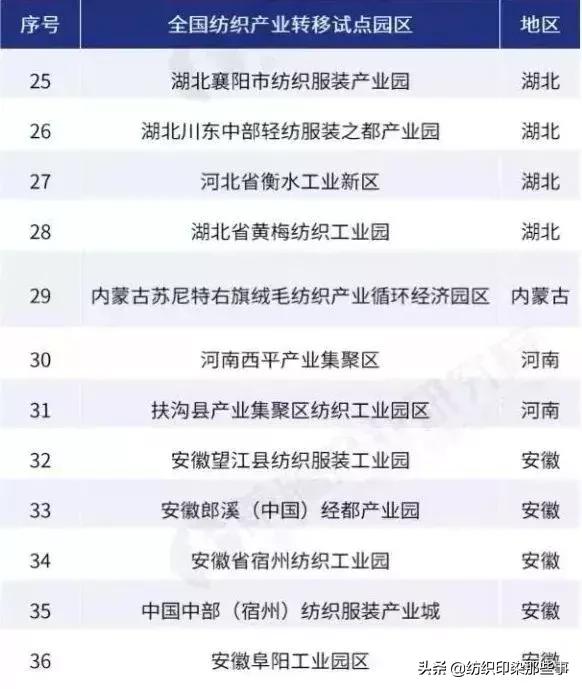 序号 全国纺织产业转移试点园区 地区
25 湖北襄阳市纺织服装产业园 湖北
26 湖北川东中部轻纺服装之都产业园 湖北
27 河北省衡水工业新区 湖北
28 湖北省黄梅纺织工业园 湖北
29 内蒙古苏尼特右旗绒毛纺织产业循环经济园区 内蒙古
30 河南西平产业集聚区 河南
31 扶沟县产业集聚区纺织工业园区 河南
32 安徽望江县纺织服装工业园 安徽
33 安徽郎溪（中国）经都产业园 安徽
34 安徽省宿州纺织工业园 安徽
35 中国中部（宿州）纺织服装产业城 安徽
36 安徽阜阳工业园区 安徽
头条 @纺织印染那些事